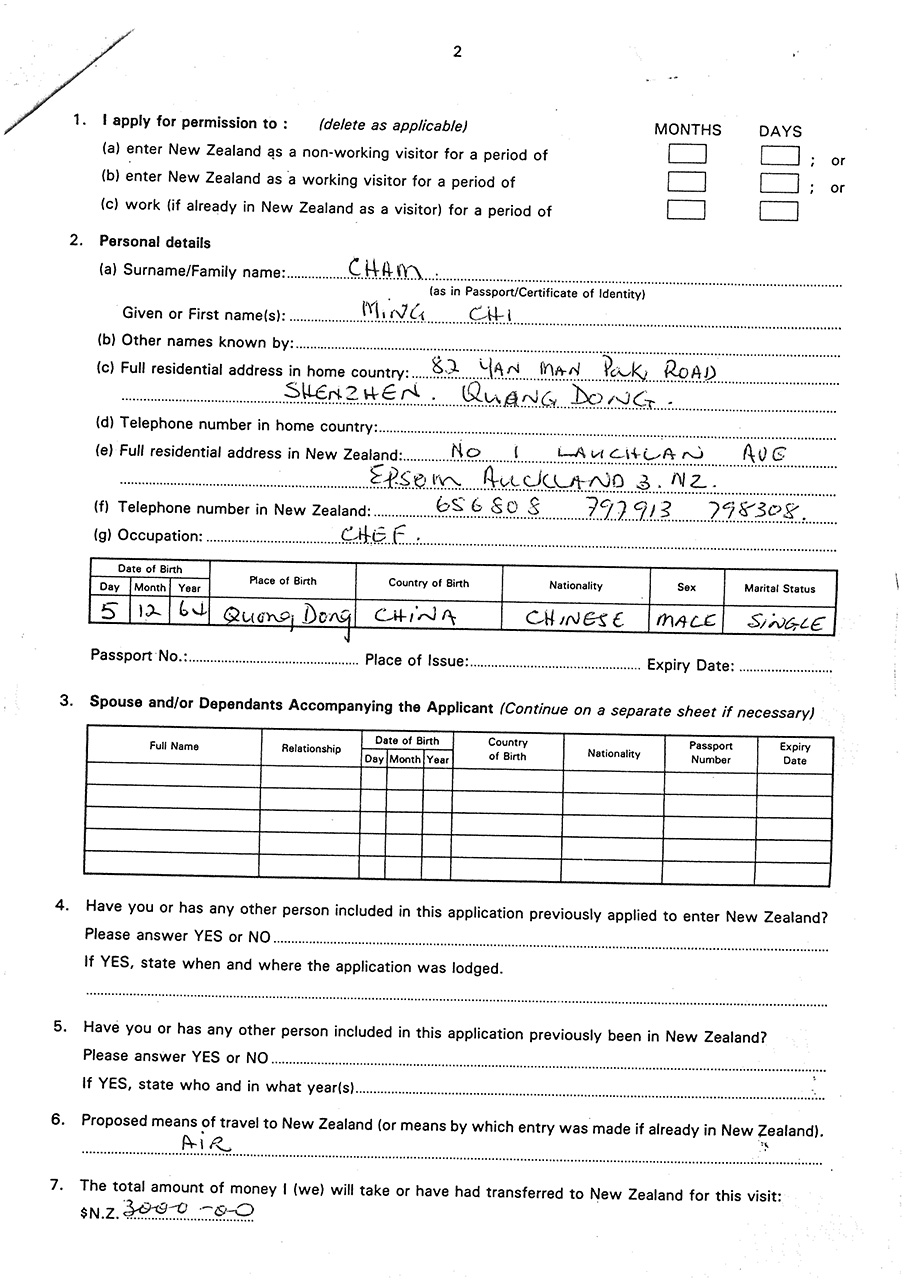 2
1. I apply for permission to : (delete as applicable) MONTHS DAYS
(a) enter New Zealand as a non-working visitor for a period of ; or
(b) enter New Zealand as a working visitor for a period of ; or
(c) work (if already in New Zealand as a visitor) for a period of
2. Personal details
(a) Surname/Family name: CHAM
(as in Passport/Certificate of Identity)
Given or First name(s): MiNG CHI
(b) Other names known by:
(c) Full residential address in home country: 82 YAN MAN Park ROAD
SHENZHEN. QUANG DONG.
(d) Telephone number in home country:
(e) Full residential address in New Zealand: NO 1 LAUCHLAN AVE
EPSOM AUCKLAND 3. NZ.
(f) Telephone number in New Zealand: 656808 797913 798308.
(g) Occupation: CHEF.
Date of Birth Place of Birth Country of Birth Nationality Sex Marital Status
Day Month Year
5 12 64 Quang Dong CHiNA CHINESE MALE SiNGLE
Passport No.: Place of Issue: Expiry Date:
3. Spouse and/or Dependants Accompanying the Applicant (Continue on a separate sheet if necessary)
Full Name Relationship Date of Birth Country of Birth Nationality Passport Number Expiry Date
Day Month Year
4. Have you or has any other person included in this application previously applied to enter New Zealand?
Please answer YES or NO
If YES, state when and where the application was lodged.
5. Have you or has any other person included in this application previously been in New Zealand?
Please answer YES or NO
If YES, state who and in what year(s)
6. Proposed means of travel to New Zealand (or means by which entry was made if already in New Zealand).
AiR
7. The total amount of money I (we) will take or have had transferred to New Zealand for this visit:
$N.Z. 3000-00